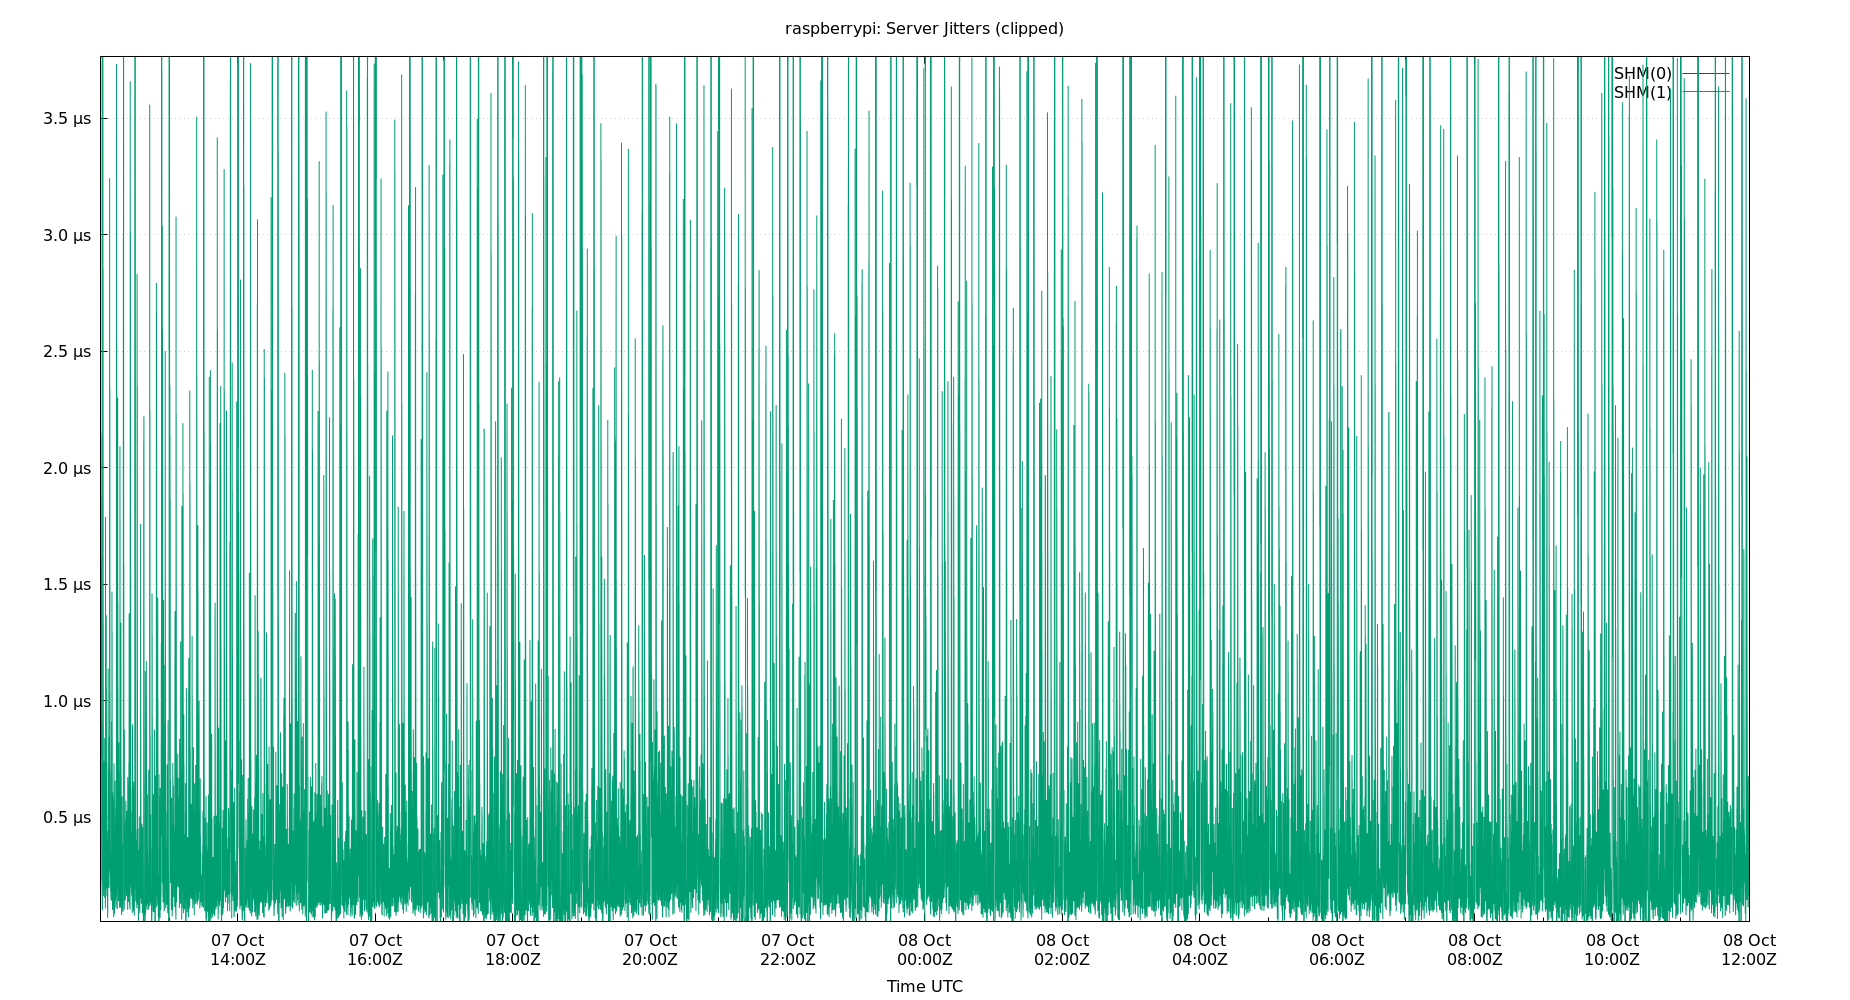 raspberrypi: Server Jitters (clipped)
SHM(0)
SHM(1)
3.5 µs
3.0 µs
2.5 µs
2.0 µs
1.5 µs
1.0 µs
0.5 µs
07 Oct 07 Oct 07 Oct 07 Oct 07 Oct 08 Oct 08 Oct 08 Oct 08 Oct 08 Oct 08 Oct 08 Oct
14:00Z 16:00Z 18:00Z 20:00Z 22:00Z 00:00Z 02:00Z 04:00Z 06:00Z 08:00Z 10:00Z 12:00Z
Time UTC